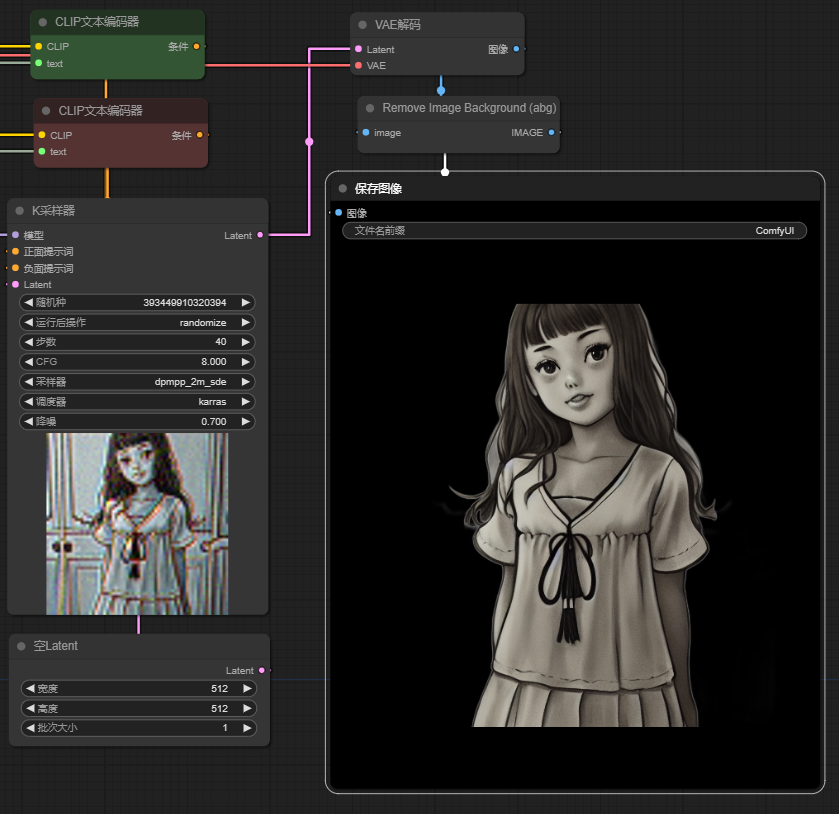 CLIP文本编码器
CLIP 条件
text
CLIP文本编码器
CLIP 条件
text
K采样器
模型 Latent
正面提示词
负面提示词
Latent
随机种 393449910320394
运行后操作 randomize
步数 40
CFG 8.000
采样器 dpmpp_2m_sde
调度器 karras
降噪 0.700
空Latent
Latent
宽度 512
高度 512
批次大小 1
VAE解码
Latent 图像
VAE
Remove Image Background (abg)
image IMAGE
保存图像
图像
文件名前缀 ComfyUI